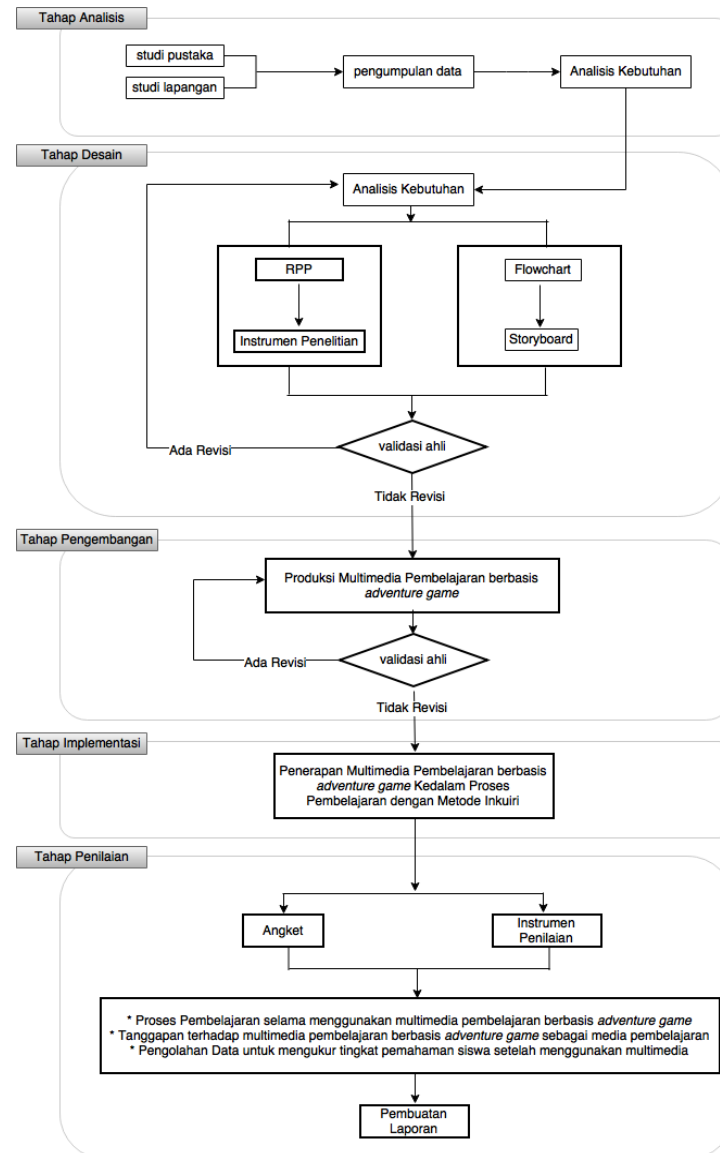 Tahap Analisis
studi pustaka
studi lapangan
pengumpulan data
Analisis Kebutuhan
Tahap Desain
Analisis Kebutuhan
RPP
Instrumen Penelitian
Flowchart
Storyboard
validasi ahli
Ada Revisi
Tidak Revisi
Tahap Pengembangan
Produksi Multimedia Pembelajaran berbasis
adventure game
validasi ahli
Ada Revisi
Tidak Revisi
Tahap Implementasi
Penerapan Multimedia Pembelajaran berbasis
adventure game Kedalam Proses
Pembelajaran dengan Metode Inkuiri
Tahap Penilaian
Angket
Instrumen
Penilaian
* Proses Pembelajaran selama menggunakan multimedia pembelajaran berbasis adventure game
* Tanggapan terhadap multimedia pembelajaran berbasis adventure game sebagai media pembelajaran
* Pengolahan Data untuk mengukur tingkat pemahaman siswa setelah menggunakan multimedia
Pembuatan
Laporan